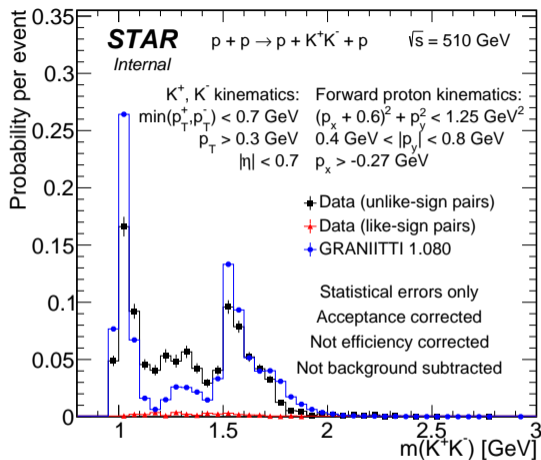 STAR p + p → p + K⁺K⁻ + p √s = 510 GeV
Internal
K⁺, K⁻ kinematics: Forward proton kinematics:
min(p_T⁺,p_T⁻) < 0.7 GeV (p_x + 0.6)² + p_y² < 1.25 GeV²
p_T > 0.3 GeV 0.4 GeV < |p_y| < 0.8 GeV
|η| < 0.7 p_x > -0.27 GeV
Data (unlike-sign pairs)
Data (like-sign pairs)
GRANIITTI 1.080
Statistical errors only
Acceptance corrected
Not efficiency corrected
Not background subtracted
Probability per event
0.35
0.3
0.25
0.2
0.15
0.1
0.05
0
1 1.5 2 2.5 3
m(K⁺K⁻) [GeV]